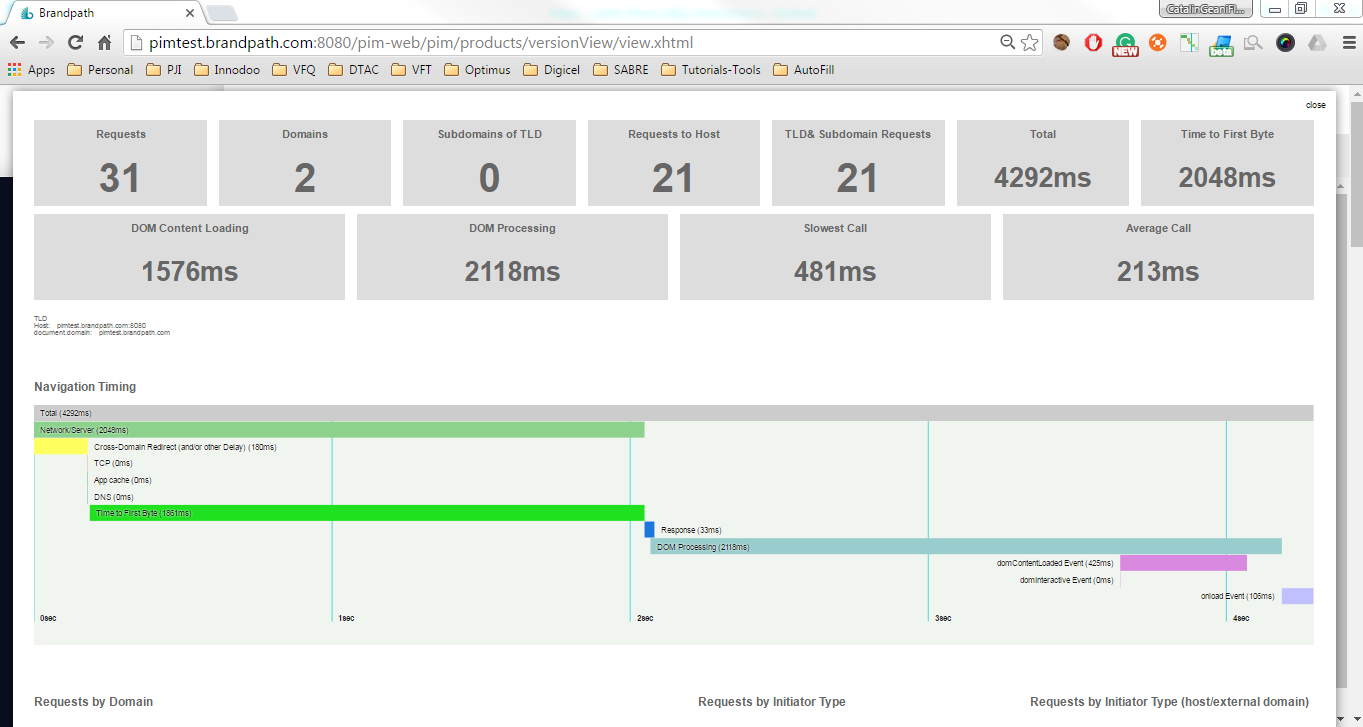 Brandpath
CatalinGeaniFl...
pimtest.brandpath.com:8080/pim-web/pim/products/versionView/view.xhtml
NEW
beta
Apps Personal PJI Innodoo VFQ DTAC VFT Optimus Digicel SABRE Tutorials-Tools AutoFill
close
Requests Domains Subdomains of TLD Requests to Host TLD& Subdomain Requests Total Time to First Byte
31 2 0 21 21 4292ms 2048ms
DOM Content Loading DOM Processing Slowest Call Average Call
1576ms 2118ms 481ms 213ms
TLD
Host: pimtest.brandpath.com:8080
document.domain: pimtest.brandpath.com
Navigation Timing
Total (4292ms)
Network/Server (2048ms)
Cross-Domain Redirect (and/or other Delay) (180ms)
TCP (0ms)
App cache (0ms)
DNS (0ms)
Time to First Byte (1861ms)
Response (33ms)
DOM Processing (2118ms)
domContentLoaded Event (425ms)
domInteractive Event (0ms)
onload Event (106ms)
0sec 1sec 2sec 3sec 4sec
Requests by Domain Requests by Initiator Type Requests by Initiator Type (host/external domain)